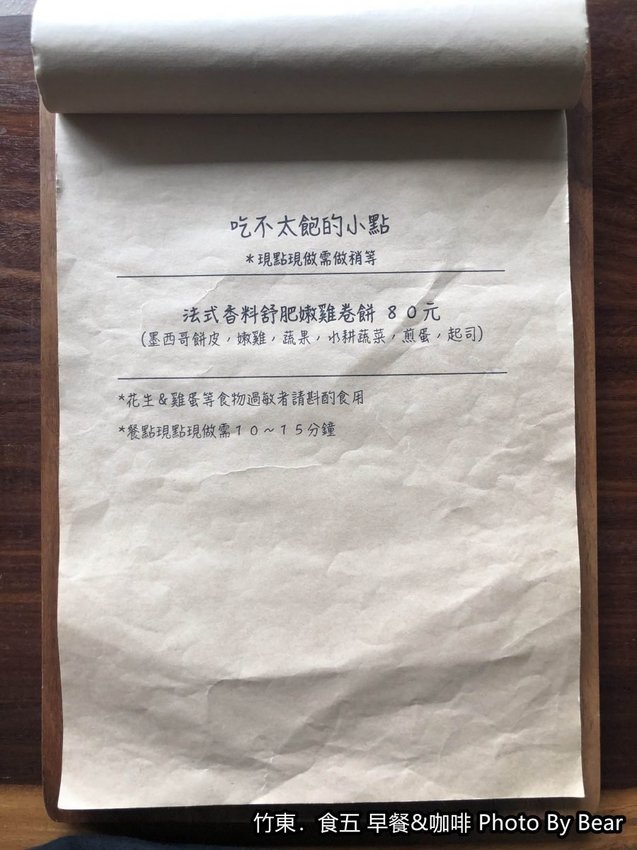 吃不太飽的小點
*現點現做需做稍等
法式香料舒肥嫩雞卷餅 80元
(墨西哥餅皮,嫩雞,蔬果,水耕蔬菜,煎蛋,起司)
*花生&雞蛋等食物過敏者請斟酌食用
*餐點現點現做需10~15分鐘
竹東．食五 早餐&咖啡 Photo By Bear